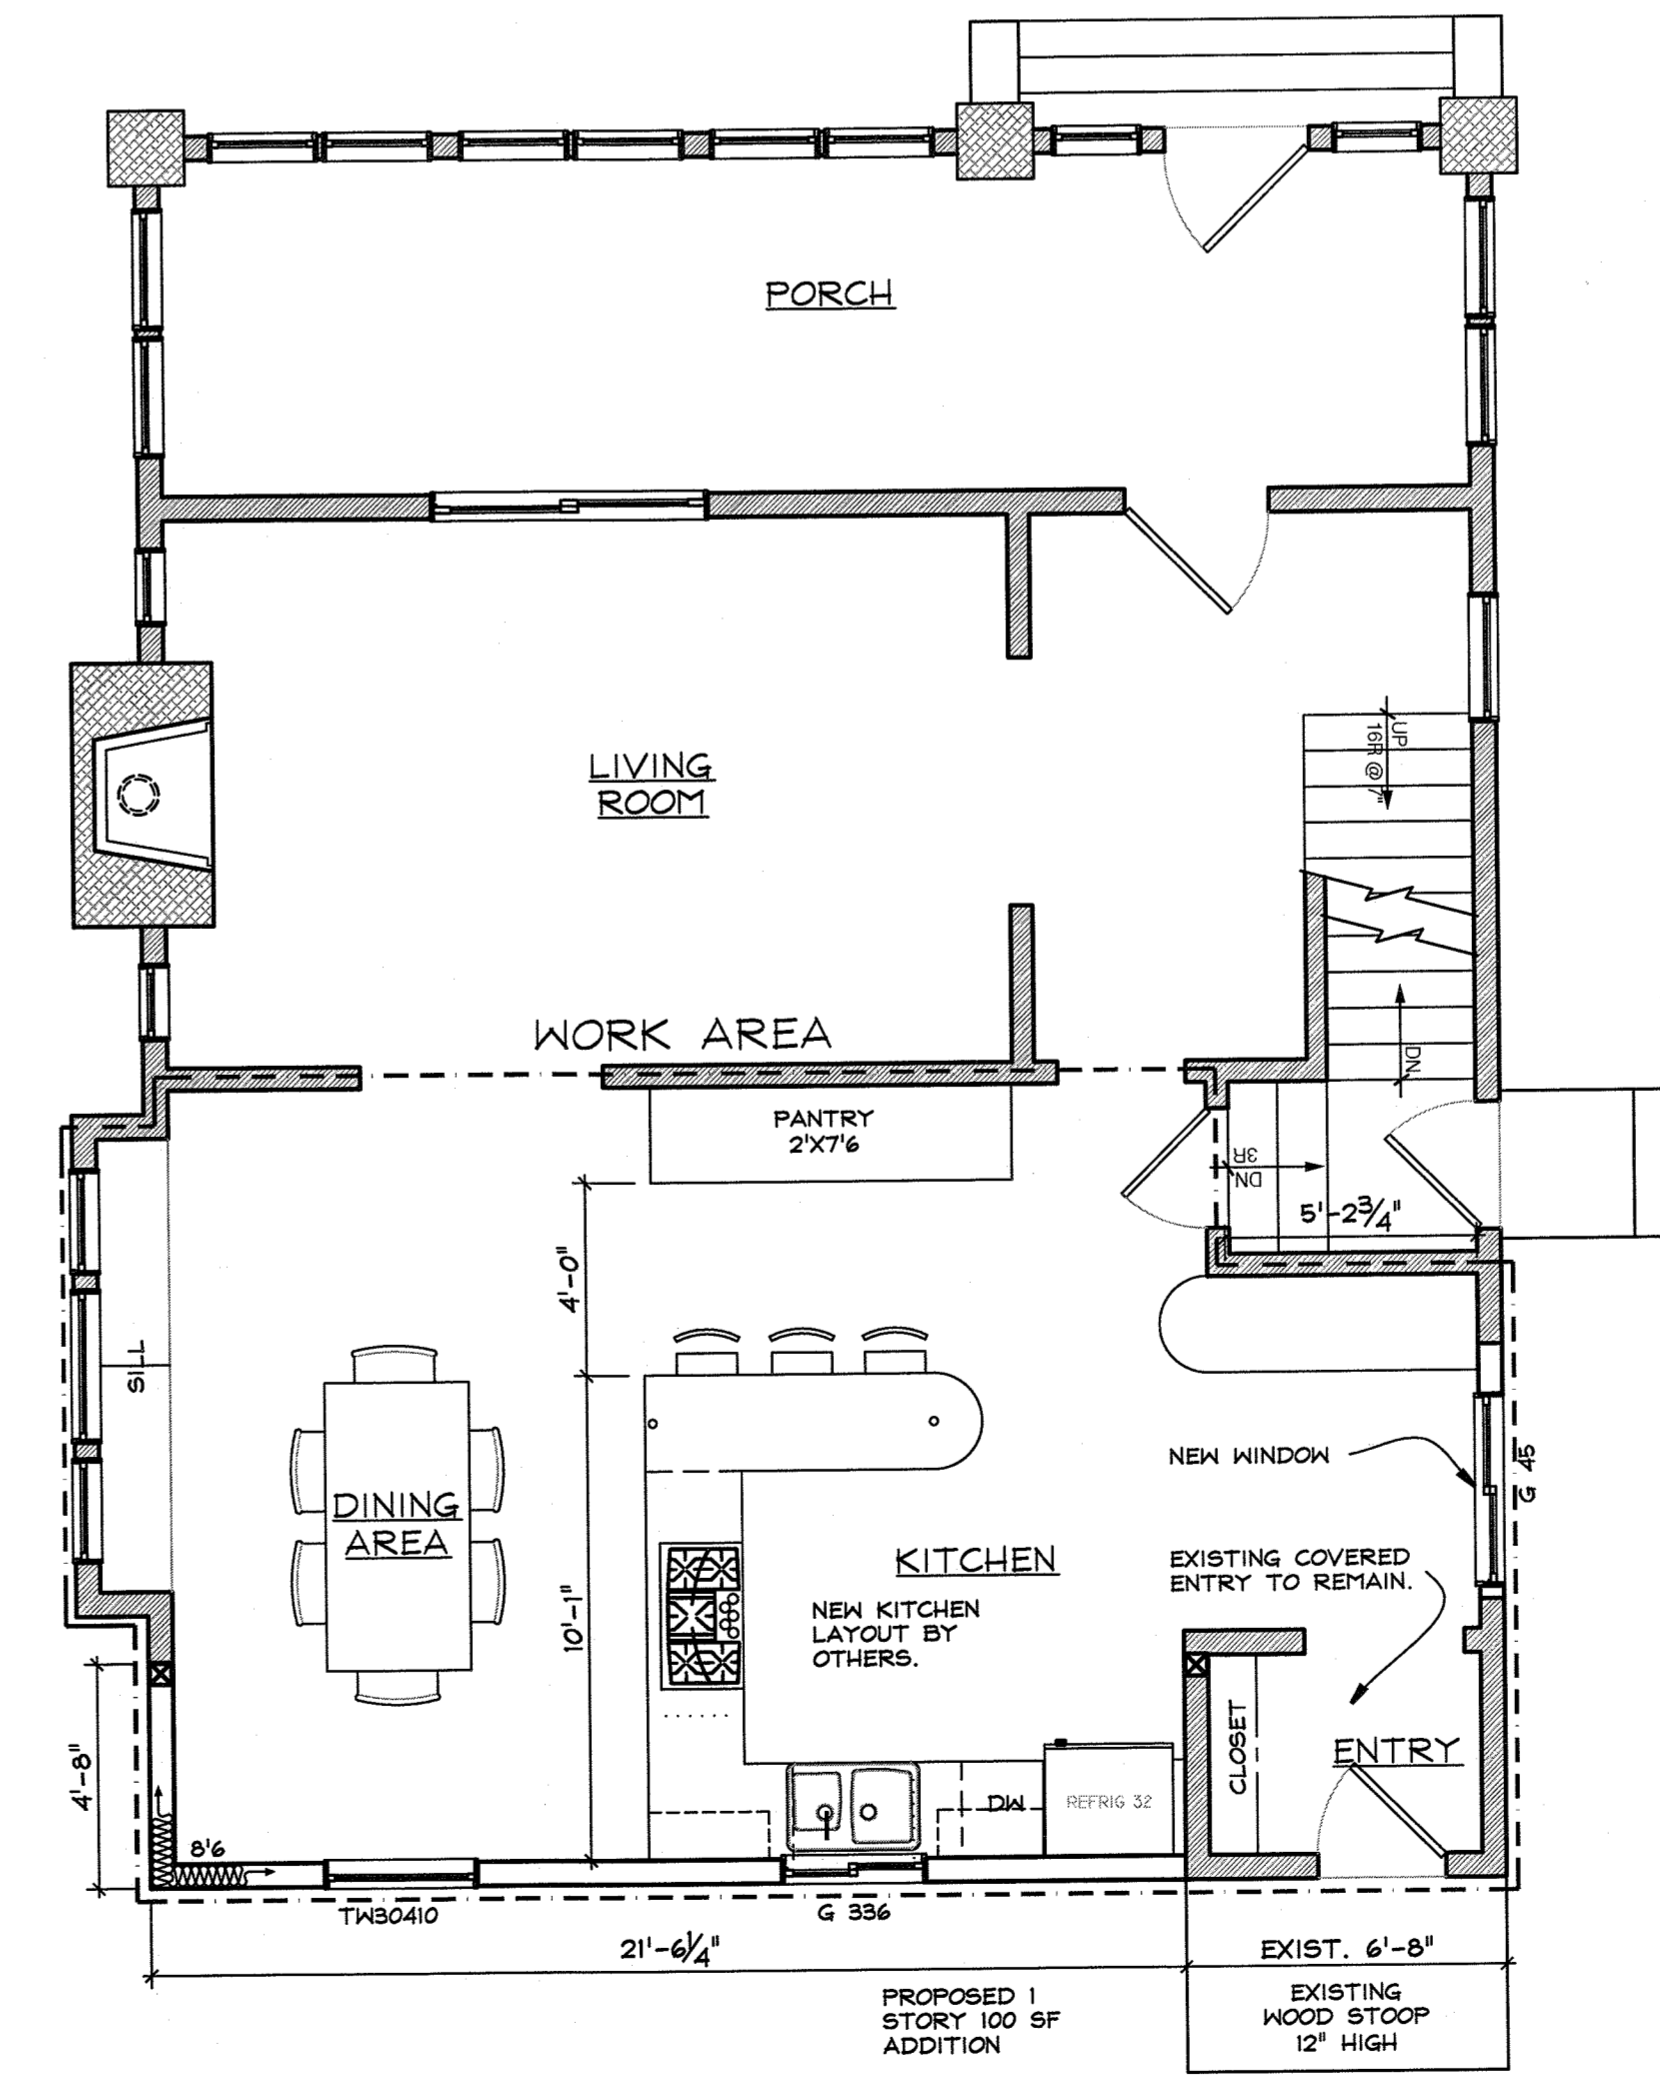 PORCH
UP
16R @ 7"
LIVING
ROOM
WORK AREA
DN
PANTRY
2'X7'6
DN
3R
5'-2 3/4"
4'-0"
SILL
NEW WINDOW
G 45
DINING
AREA
KITCHEN
EXISTING COVERED
ENTRY TO REMAIN.
NEW KITCHEN
LAYOUT BY
OTHERS.
10'-1"
4'-8"
CLOSET
ENTRY
DW
REFRIG 32
8'6
TW30410
G 336
21'-6 1/4"
EXIST. 6'-8"
PROPOSED 1
STORY 100 SF
ADDITION
EXISTING
WOOD STOOP
12" HIGH